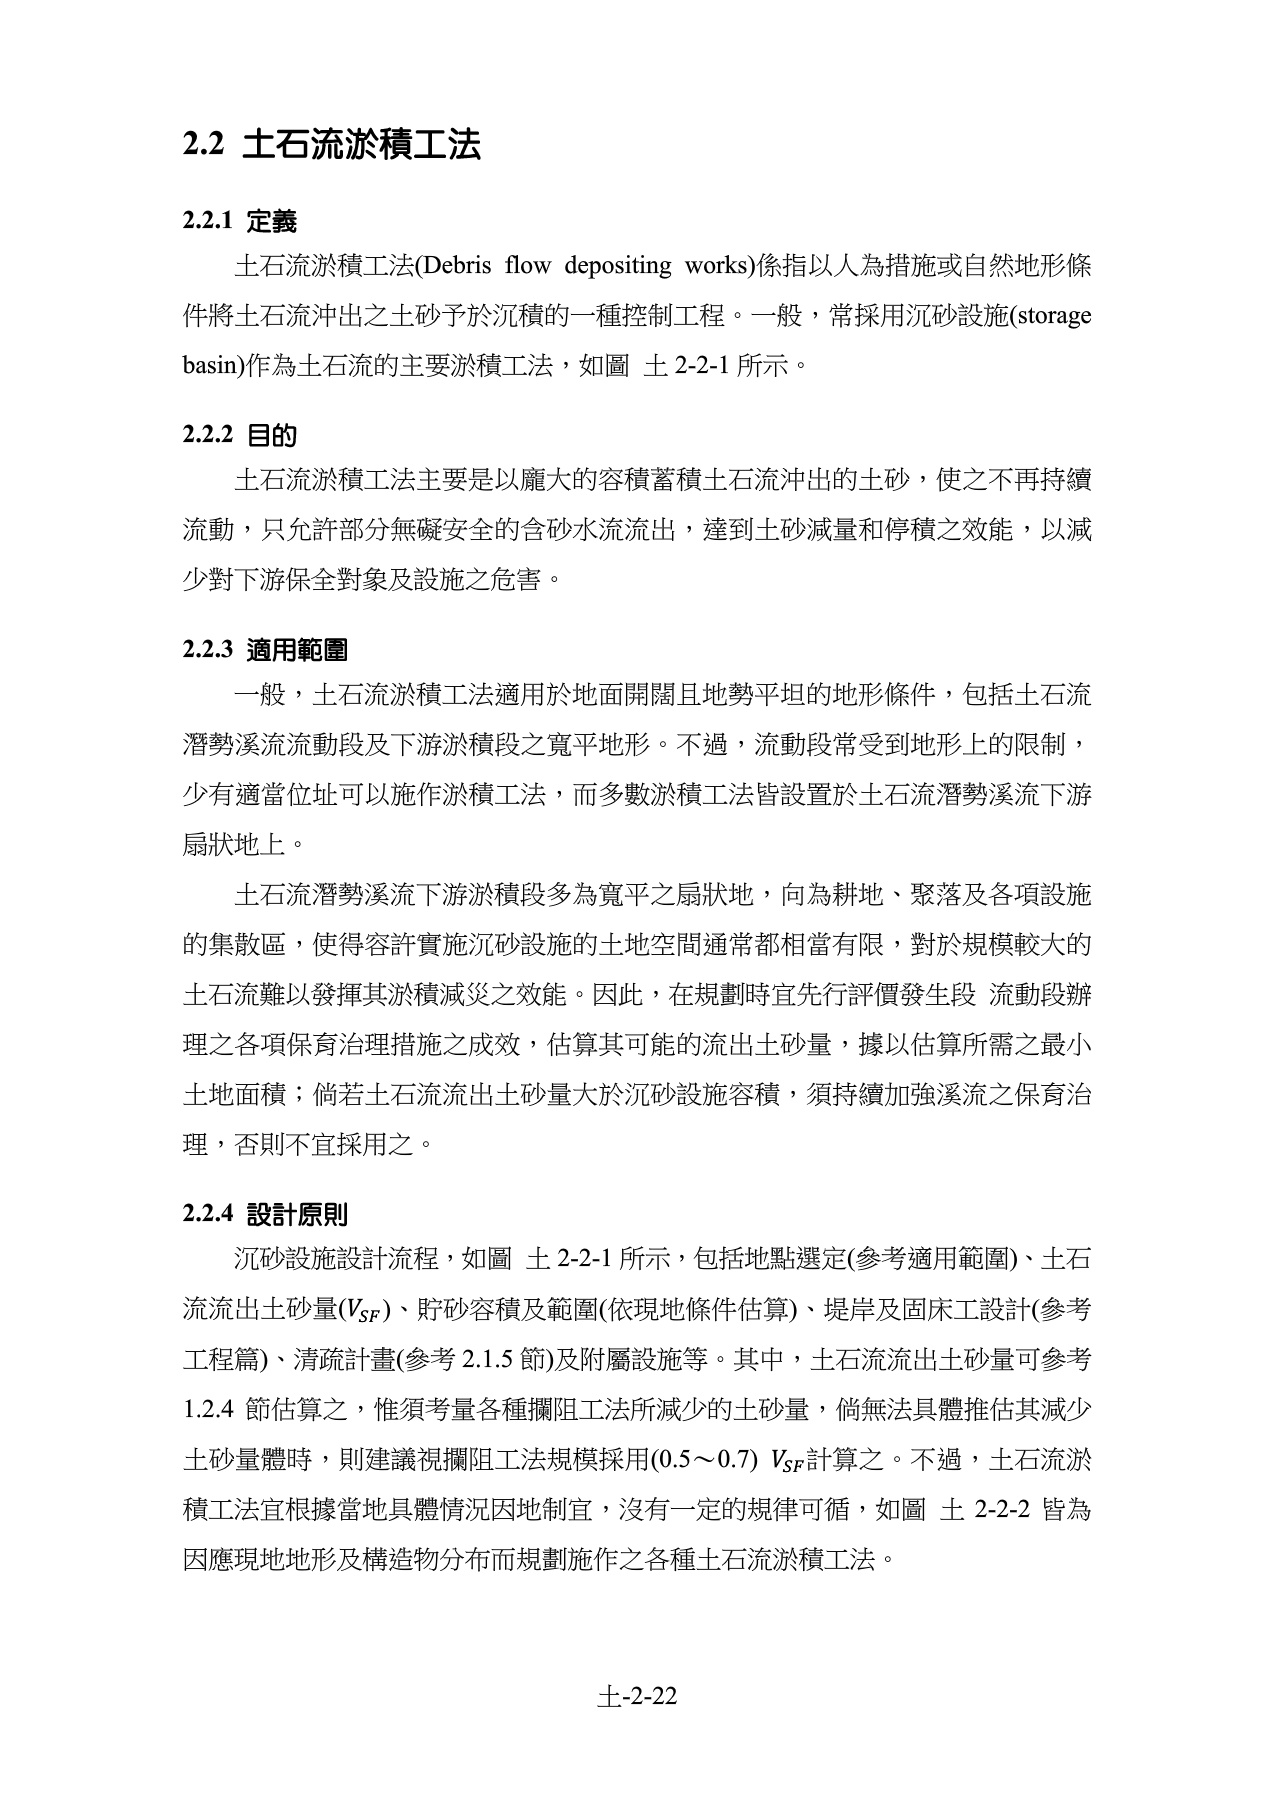 2.2 土石流淤積工法
2.2.1 定義
土石流淤積工法(Debris flow depositing works)係指以人為措施或自然地形條
件將土石流沖出之土砂予於沉積的一種控制工程。一般，常採用沉砂設施(storage
basin)作為土石流的主要淤積工法，如圖 土 2-2-1 所示。
2.2.2 目的
土石流淤積工法主要是以龐大的容積蓄積土石流沖出的土砂，使之不再持續
流動，只允許部分無礙安全的含砂水流流出，達到土砂減量和停積之效能，以減
少對下游保全對象及設施之危害。
2.2.3 適用範圍
一般，土石流淤積工法適用於地面開闊且地勢平坦的地形條件，包括土石流
潛勢溪流流動段及下游淤積段之寬平地形。不過，流動段常受到地形上的限制，
少有適當位址可以施作淤積工法，而多數淤積工法皆設置於土石流潛勢溪流下游
扇狀地上。
土石流潛勢溪流下游淤積段多為寬平之扇狀地，向為耕地、聚落及各項設施
的集散區，使得容許實施沉砂設施的土地空間通常都相當有限，對於規模較大的
土石流難以發揮其淤積減災之效能。因此，在規劃時宜先行評價發生段 流動段辦
理之各項保育治理措施之成效，估算其可能的流出土砂量，據以估算所需之最小
土地面積；倘若土石流流出土砂量大於沉砂設施容積，須持續加強溪流之保育治
理，否則不宜採用之。
2.2.4 設計原則
沉砂設施設計流程，如圖 土 2-2-1 所示，包括地點選定(參考適用範圍)、土石
流流出土砂量(V_SF)、貯砂容積及範圍(依現地條件估算)、堤岸及固床工設計(參考
工程篇)、清疏計畫(參考 2.1.5 節)及附屬設施等。其中，土石流流出土砂量可參考
1.2.4 節估算之，惟須考量各種攔阻工法所減少的土砂量，倘無法具體推估其減少
土砂量體時，則建議視攔阻工法規模採用(0.5～0.7) V_SF計算之。不過，土石流淤
積工法宜根據當地具體情況因地制宜，沒有一定的規律可循，如圖 土 2-2-2 皆為
因應現地地形及構造物分布而規劃施作之各種土石流淤積工法。
土-2-22